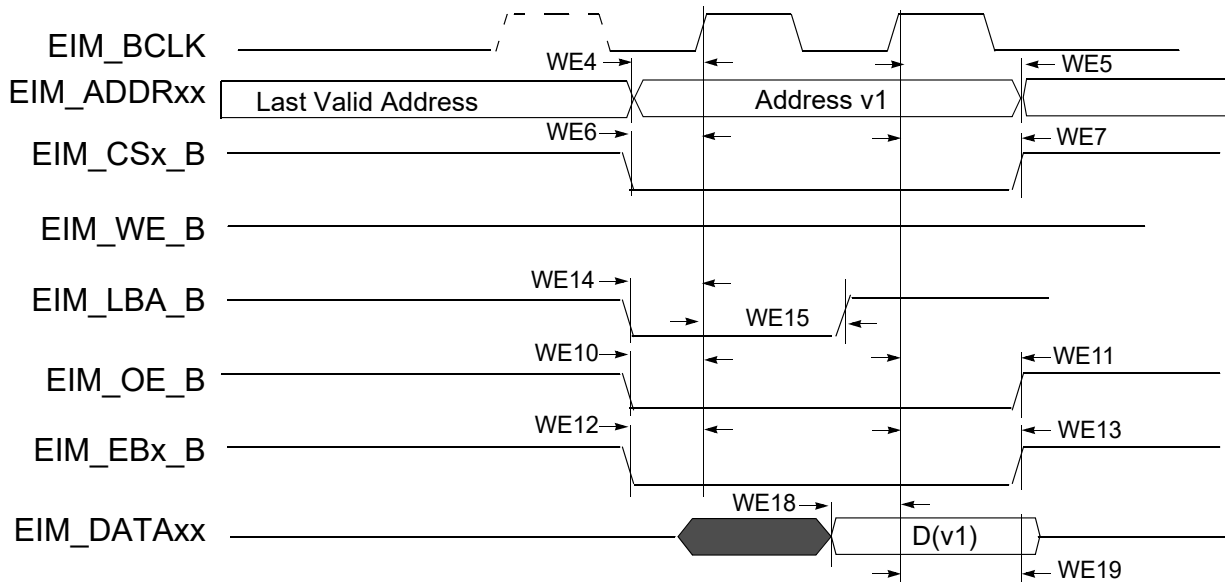 EIM_BCLK
WE4
WE5
EIM_ADDRxx
Last Valid Address
Address v1
WE6
WE7
EIM_CSx_B
EIM_WE_B
WE14
EIM_LBA_B
WE15
WE10
WE11
EIM_OE_B
WE12
WE13
EIM_EBx_B
WE18
EIM_DATAxx
D(v1)
WE19